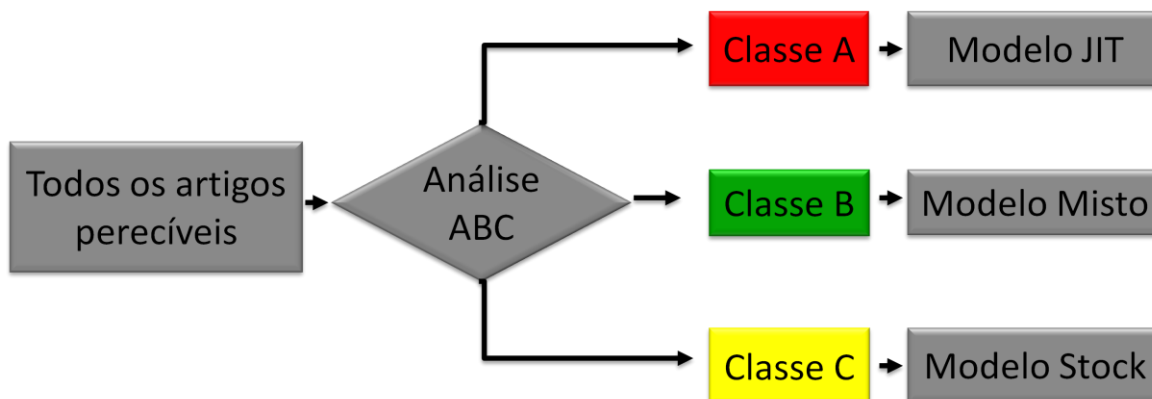 Classe A
Modelo JIT
Todos os artigos
perecíveis
Análise
ABC
Classe B
Modelo Misto
Classe C
Modelo Stock